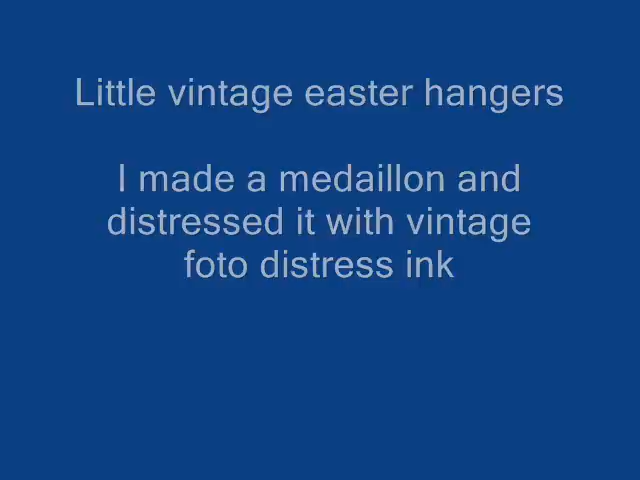 Little vintage easter hangers
I made a medaillon and
distressed it with vintage
foto distress ink